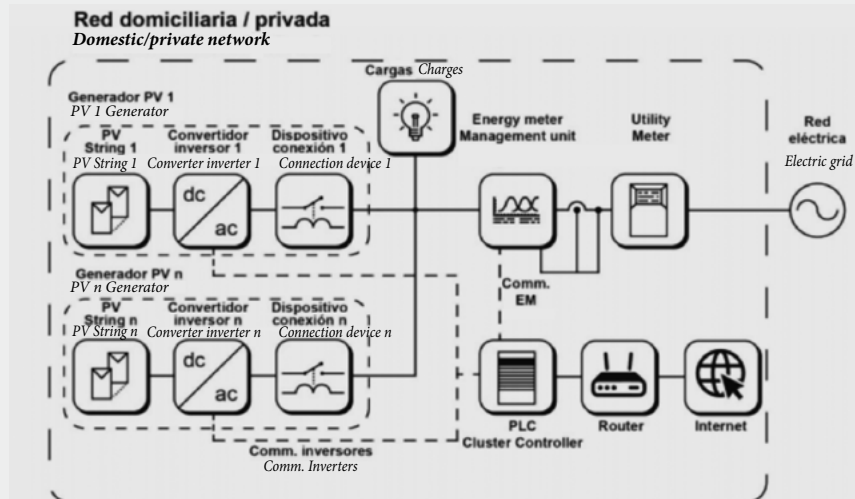 Red domiciliaria / privada
Domestic/private network
Cargas Charges
Generador PV 1
PV 1 Generator
PV
String 1
PV String 1
Convertidor
inversor 1
Converter inverter 1
Dispositivo
conexión 1
Connection device 1
Energy meter
Management unit
Utility
Meter
Red
eléctrica
Electric grid
dc
ac
Comm.
EM
Generador PV n
PV n Generator
PV
String n
PV String n
Convertidor
inversor n
Converter inverter n
Dispositivo
conexión n
Connection device n
dc
ac
PLC
Cluster Controller
Router
Internet
Comm. inversores
Comm. Inverters